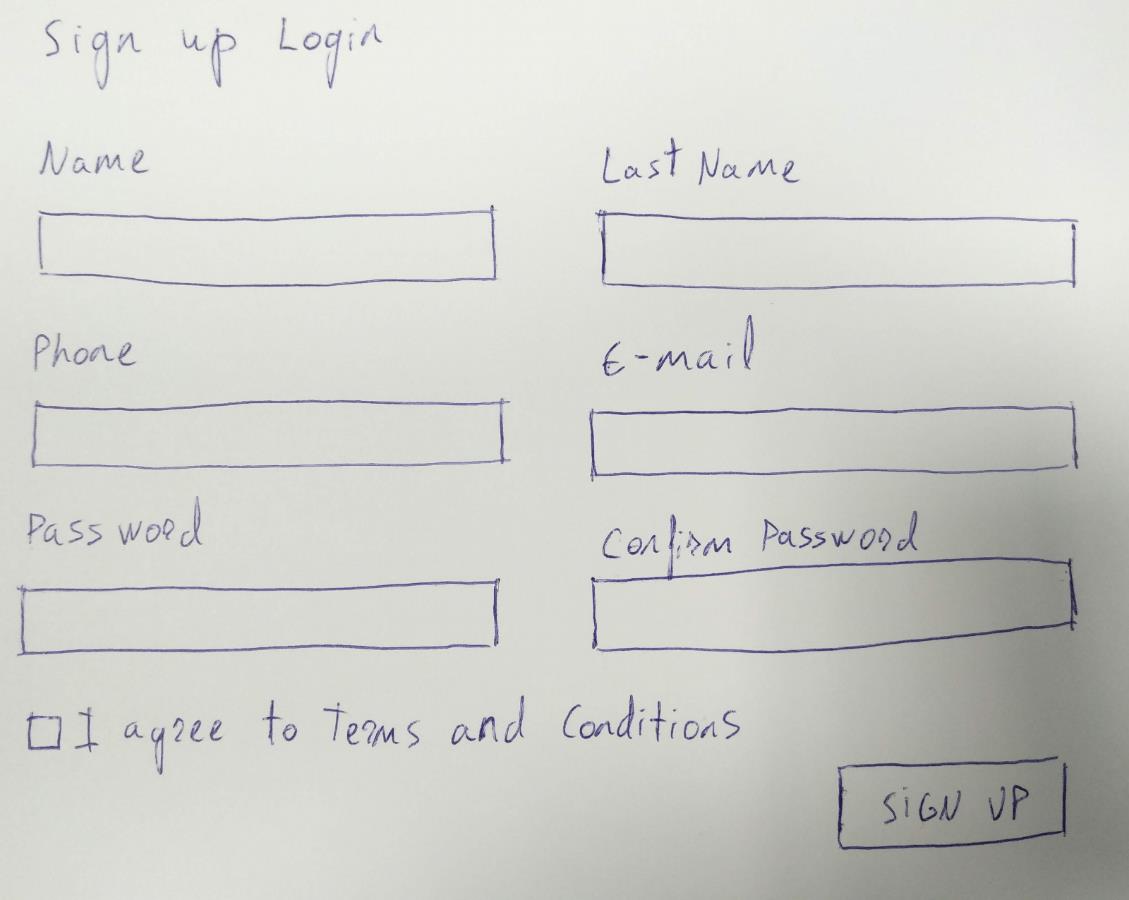 Sign up Login
Name
Last Name
Phone
E-mail
Password
Confirm Password
I agree to Terms and Conditions
SiGN UP